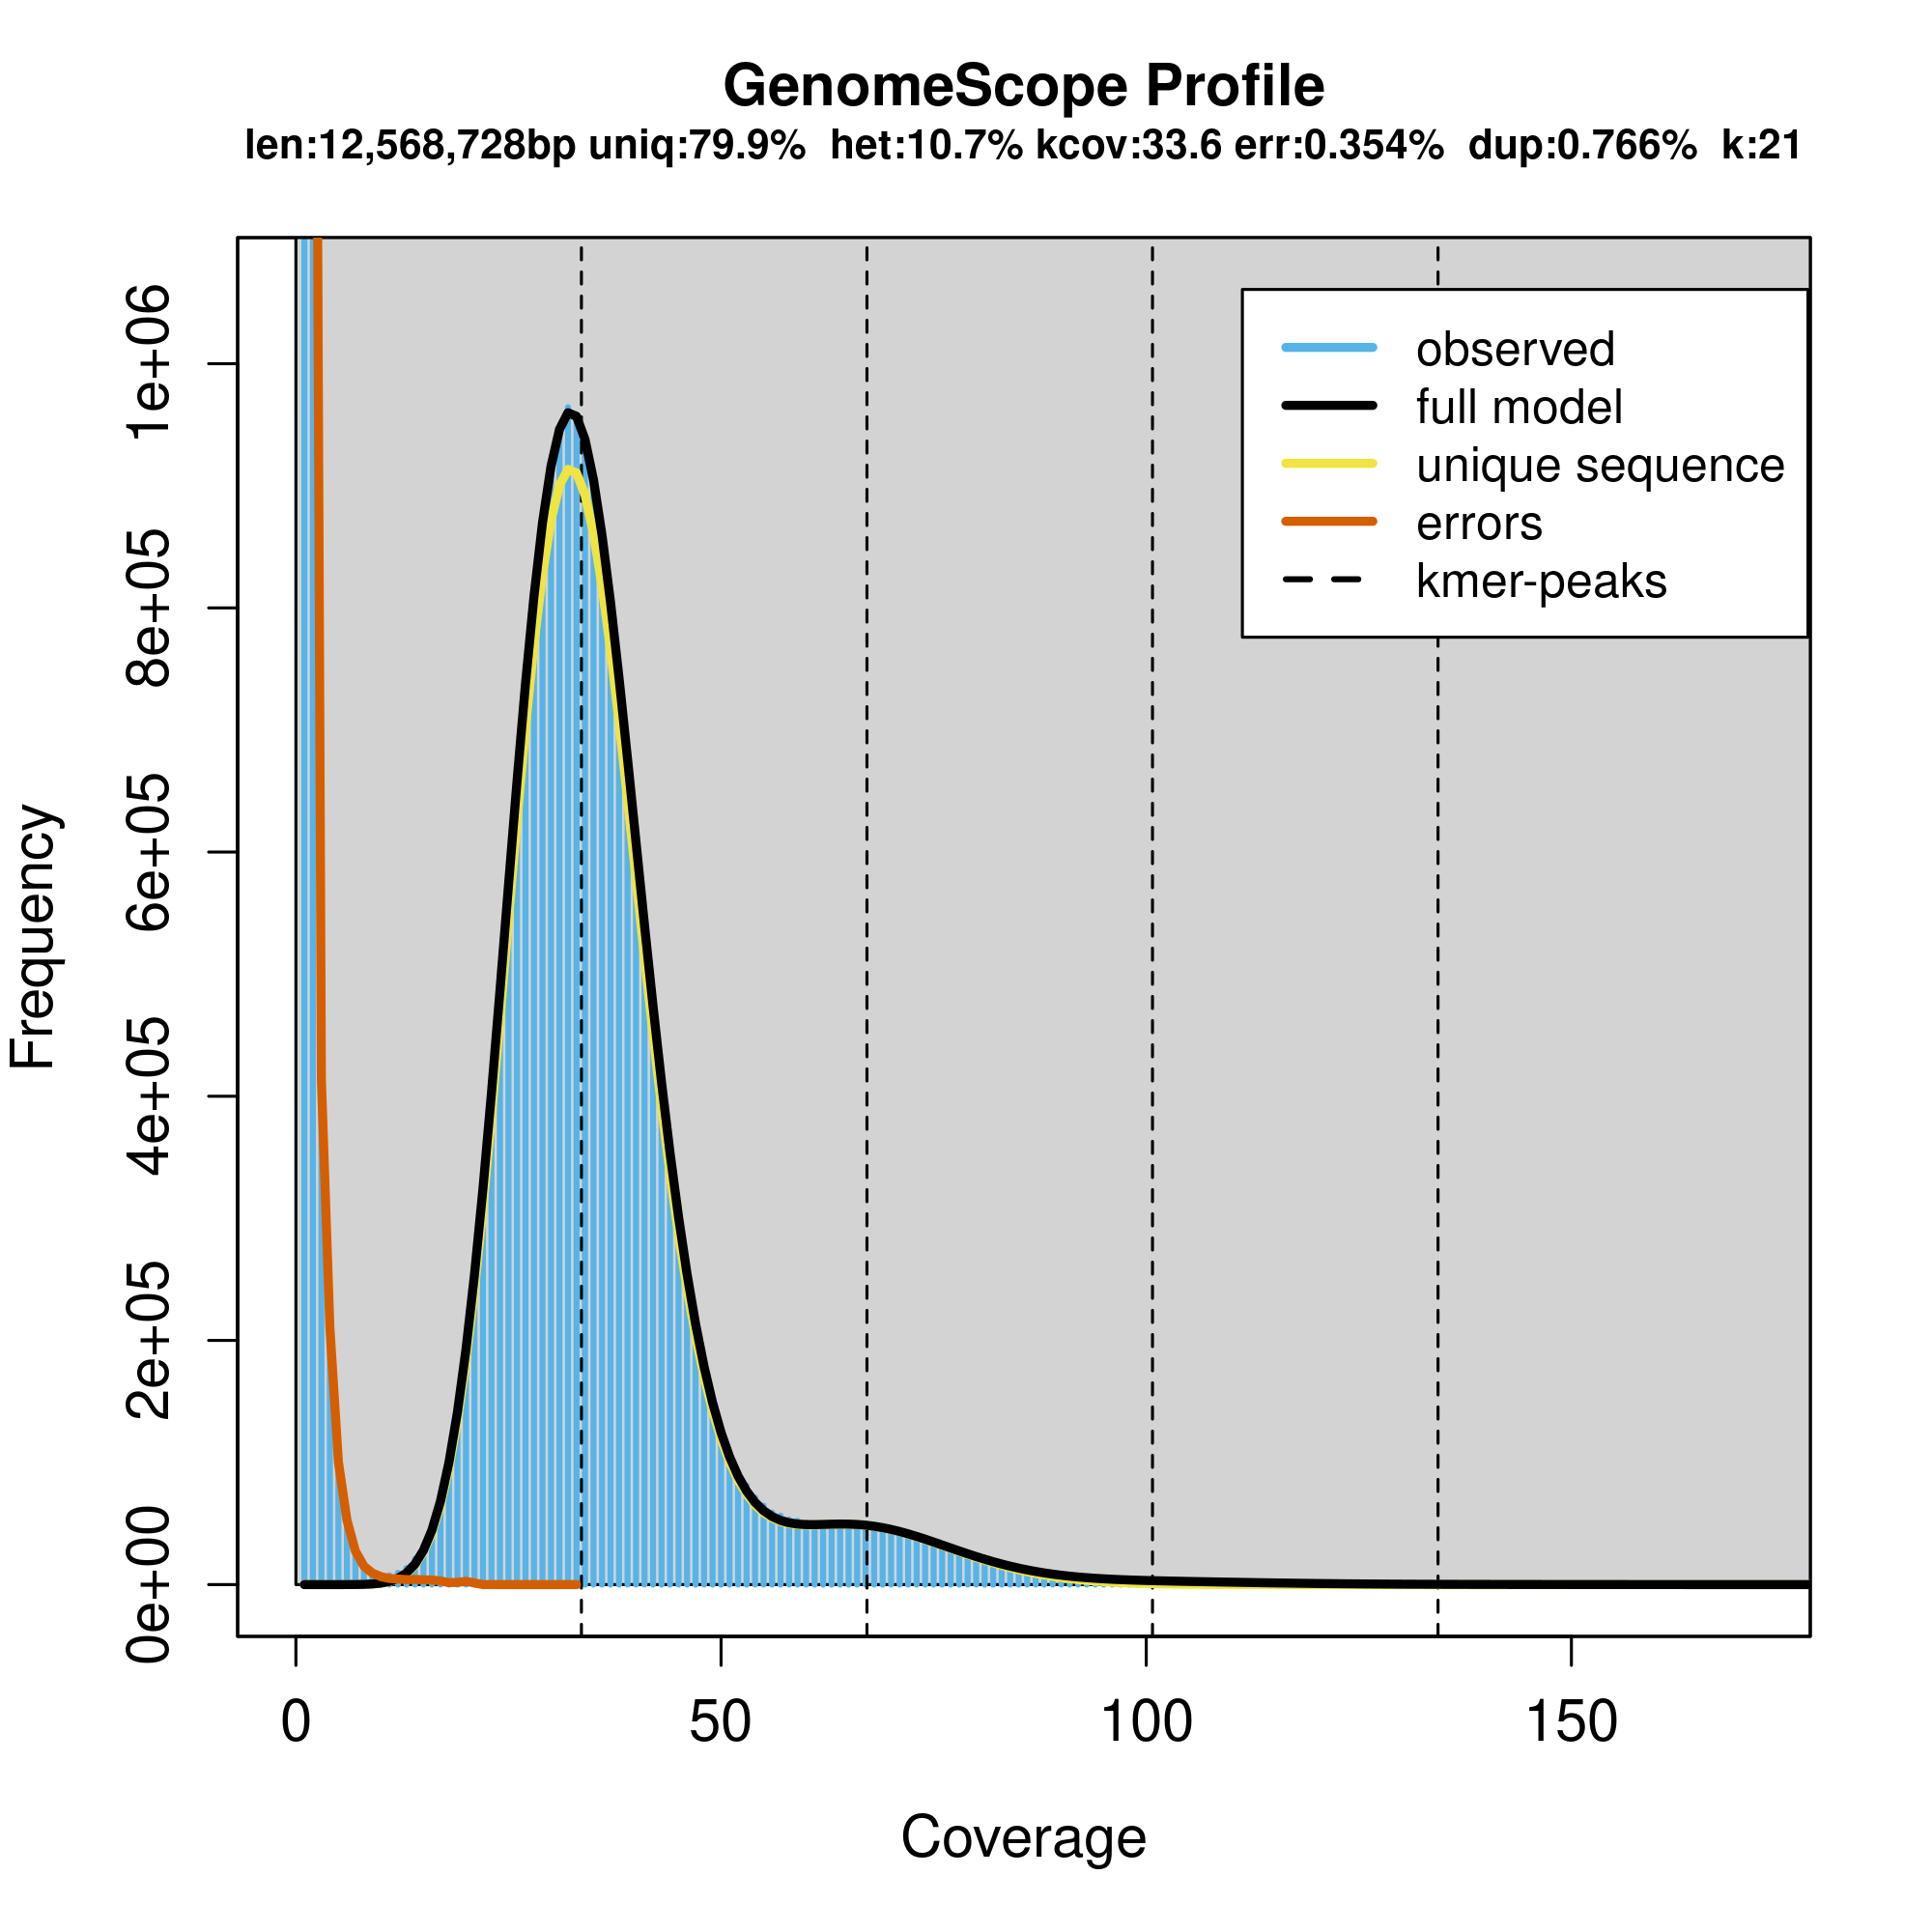 GenomeScope Profile
len:12,568,728bp uniq:79.9% het:10.7% kcov:33.6 err:0.354% dup:0.766% k:21
observed
full model
unique sequence
errors
kmer-peaks
Frequency
1e+06
8e+05
6e+05
4e+05
2e+05
0e+00
0 50 100 150
Coverage